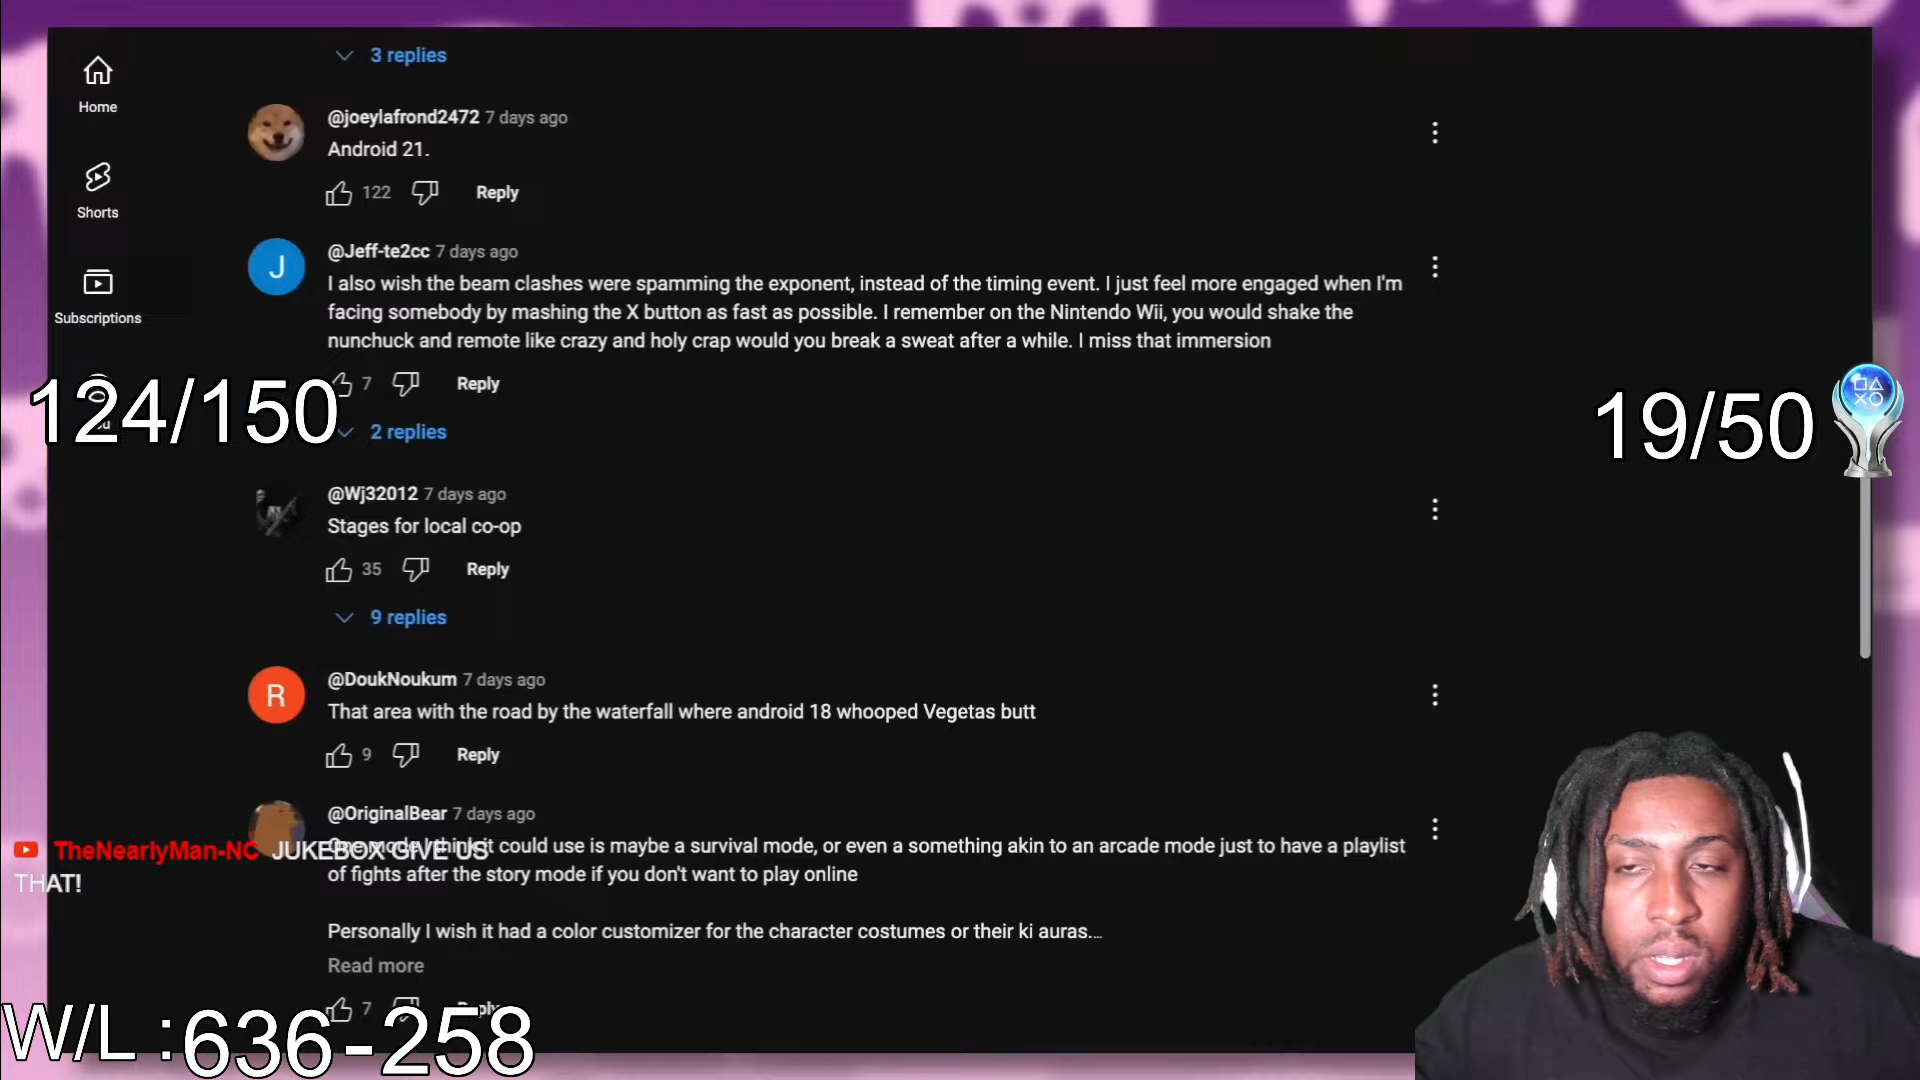 3 replies
Home
@joeylafrond2472 7 days ago
Android 21.
122 Reply
Shorts
@Jeff-te2cc 7 days ago
J
I also wish the beam clashes were spamming the exponent, instead of the timing event. I just feel more engaged when I'm
facing somebody by mashing the X button as fast as possible. I remember on the Nintendo Wii, you would shake the
nunchuck and remote like crazy and holy crap would you break a sweat after a while. I miss that immersion
Subscriptions
7 Reply
124/150
19/50
2 replies
@Wj32012 7 days ago
Stages for local co-op
35 Reply
9 replies
@DoukNoukum 7 days ago
R
That area with the road by the waterfall where android 18 whooped Vegetas butt
9 Reply
@OriginalBear 7 days ago
One mode I think it could use is maybe a survival mode, or even a something akin to an arcade mode just to have a playlist
of fights after the story mode if you don't want to play online
TheNearlyMan-NC JUKEBOX GIVE US
THAT!
Personally I wish it had a color customizer for the character costumes or their ki auras...
Read more
7 Reply
W/L :636-258